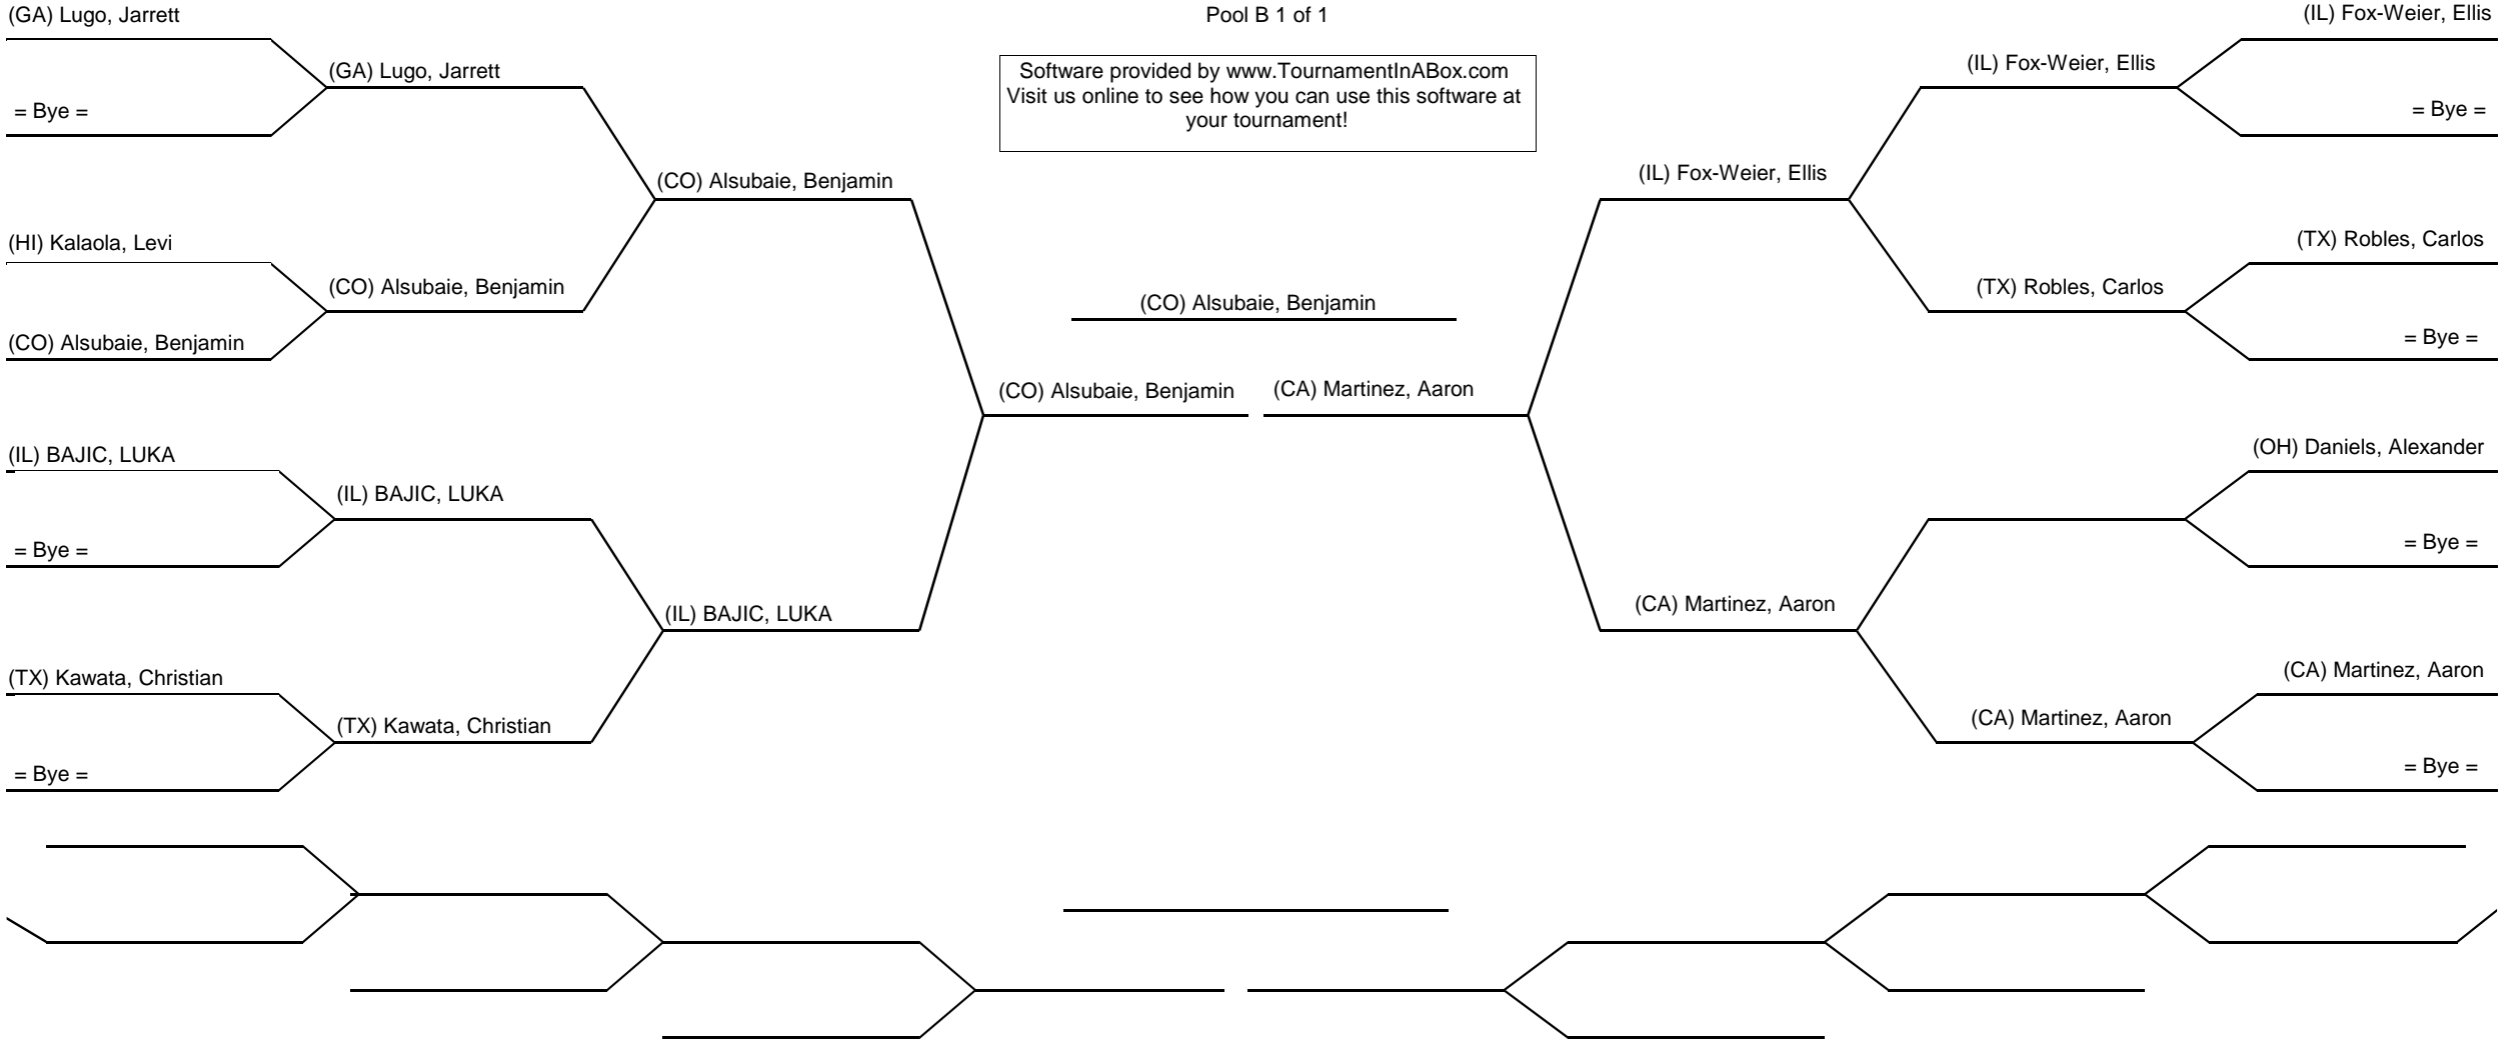 (GA) Lugo, Jarrett
= Bye =
(HI) Kalaola, Levi
(CO) Alsubaie, Benjamin
(IL) BAJIC, LUKA
= Bye =
(TX) Kawata, Christian
= Bye =
(GA) Lugo, Jarrett
(CO) Alsubaie, Benjamin
(IL) BAJIC, LUKA
(TX) Kawata, Christian
(CO) Alsubaie, Benjamin
(IL) BAJIC, LUKA
Pool B 1 of 1
Software provided by www.TournamentInABox.com
Visit us online to see how you can use this software at
your tournament!
(CO) Alsubaie, Benjamin
(CO) Alsubaie, Benjamin
(CA) Martinez, Aaron
(IL) Fox-Weier, Ellis
(CA) Martinez, Aaron
(IL) Fox-Weier, Ellis
(TX) Robles, Carlos
(CA) Martinez, Aaron
(IL) Fox-Weier, Ellis
= Bye =
(TX) Robles, Carlos
= Bye =
(OH) Daniels, Alexander
= Bye =
(CA) Martinez, Aaron
= Bye =